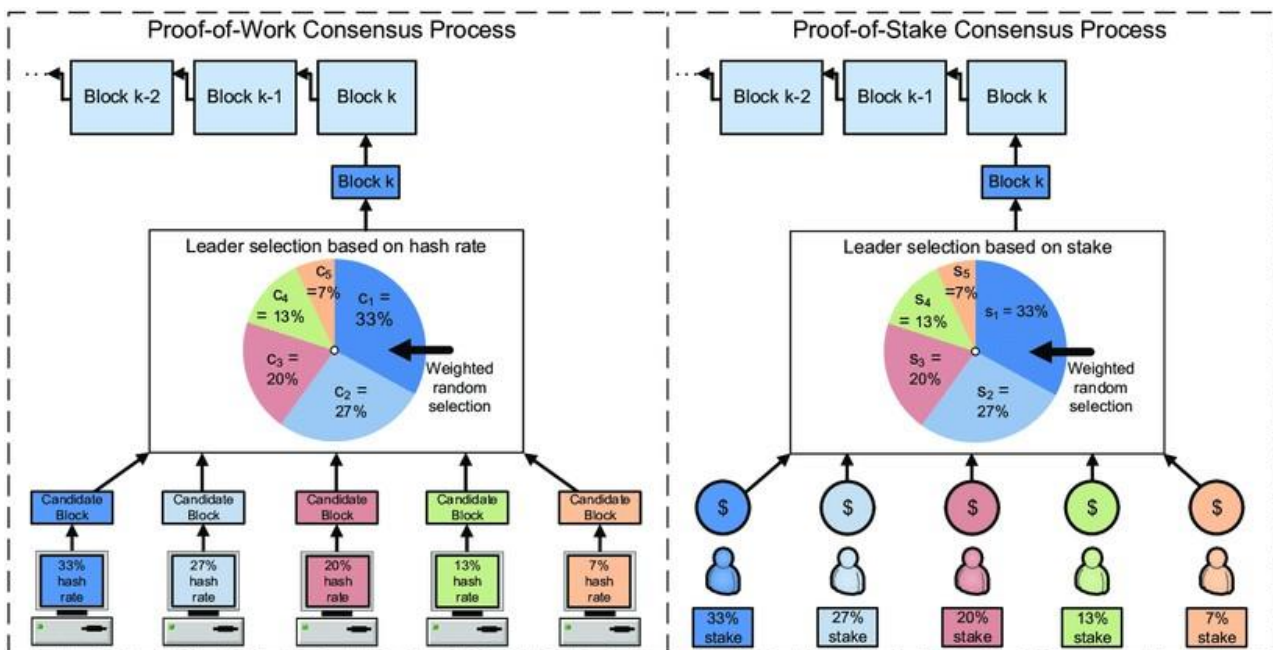 Proof-of-Work Consensus Process
...
Block k-2
Block k-1
Block k
Block k
Leader selection based on hash rate
c5
=7%
c4
= 13%
c1 =
33%
c3 =
20%
c2 =
27%
Weighted
random
selection
Candidate
Block
Candidate
Block
Candidate
Block
Candidate
Block
Candidate
Block
33%
hash
rate
27%
hash
rate
20%
hash
rate
13%
hash
rate
7%
hash
rate
Proof-of-Stake Consensus Process
...
Block k-2
Block k-1
Block k
Block k
Leader selection based on stake
s5
=7%
s4
= 13%
s1 = 33%
s3 =
20%
s2 =
27%
Weighted
random
selection
$
$
$
$
$
33%
stake
27%
stake
20%
stake
13%
stake
7%
stake